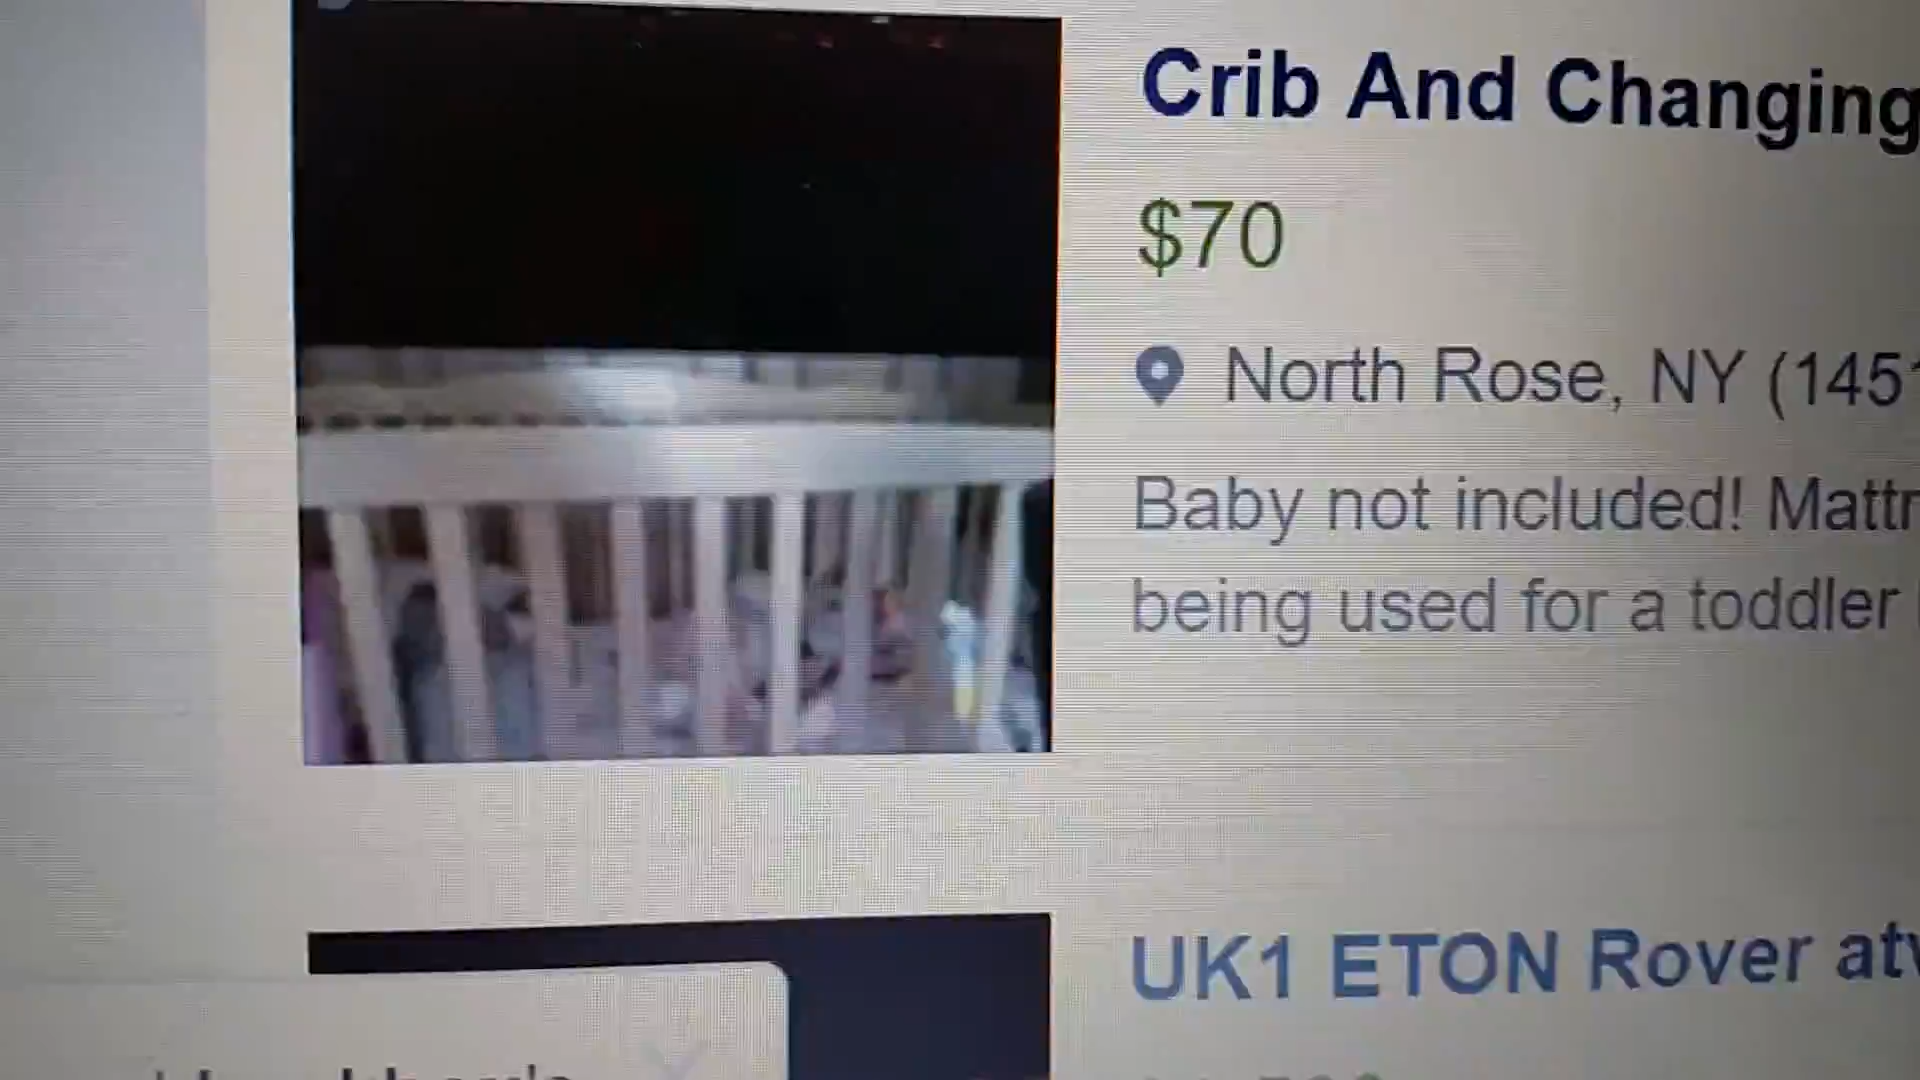 Crib And Changing
$70
North Rose, NY (145
Baby not included! Mattr
being used for a toddler
UK1 ETON Rover at